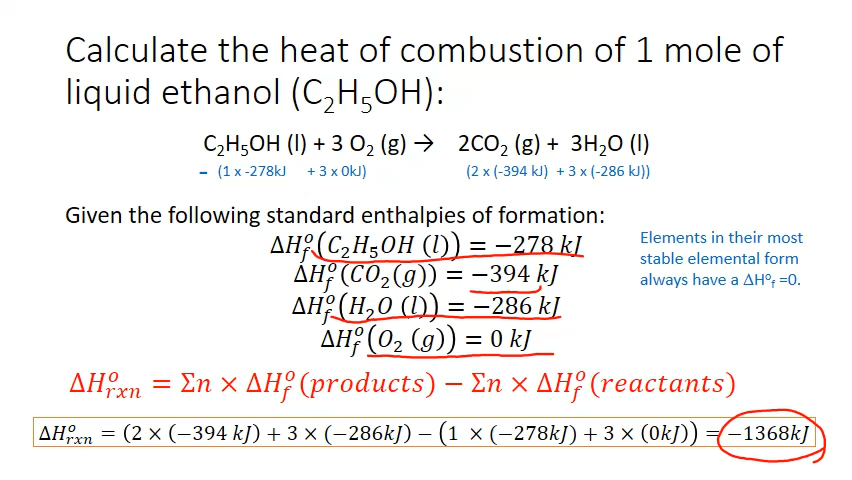 Calculate the heat of combustion of 1 mole of
liquid ethanol (C₂H₅OH):
C₂H₅OH (l) + 3 O₂ (g) → 2CO₂ (g) + 3H₂O (l)
– (1 x -278kJ + 3 x 0kJ) (2 x (-394 kJ) + 3 x (-286 kJ))
Given the following standard enthalpies of formation:
ΔH°f(C₂H₅OH (l)) = −278 kJ
ΔH°f(CO₂(g)) = −394 kJ
ΔH°f(H₂O (l)) = −286 kJ
ΔH°f(O₂ (g)) = 0 kJ
Elements in their most
stable elemental form
always have a ΔH°f =0.
ΔH°rxn = Σn × ΔH°f(products) − Σn × ΔH°f(reactants)
ΔH°rxn = (2 × (−394 kJ) + 3 × (−286kJ) − (1 × (−278kJ) + 3 × (0kJ)) = −1368kJ